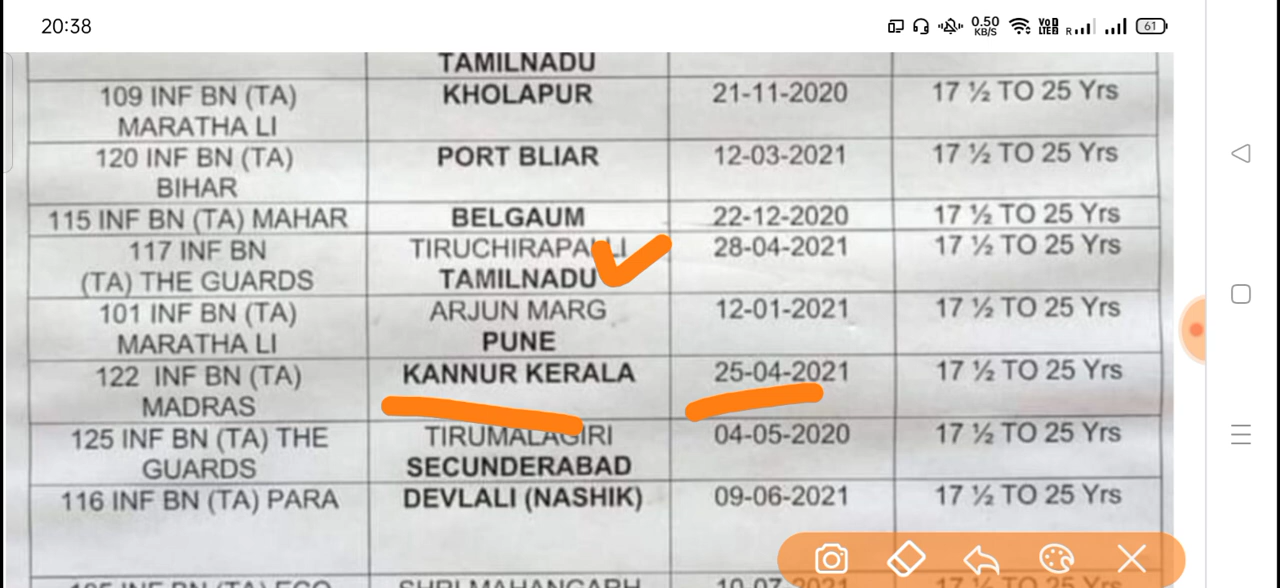 20:38
0.50 KB/S
VoD LTED R
61
TAMILNADU
109 INF BN (TA) KHOLAPUR 21-11-2020 17 ½ TO 25 Yrs
MARATHA LI
120 INF BN (TA) PORT BLIAR 12-03-2021 17 ½ TO 25 Yrs
BIHAR
115 INF BN (TA) MAHAR BELGAUM 22-12-2020 17 ½ TO 25 Yrs
117 INF BN TIRUCHIRAPALLI 28-04-2021 17 ½ TO 25 Yrs
(TA) THE GUARDS TAMILNADU
101 INF BN (TA) ARJUN MARG 12-01-2021 17 ½ TO 25 Yrs
MARATHA LI PUNE
122 INF BN (TA) KANNUR KERALA 25-04-2021 17 ½ TO 25 Yrs
MADRAS
125 INF BN (TA) THE TIRUMALAGIRI 04-05-2020 17 ½ TO 25 Yrs
GUARDS SECUNDERABAD
116 INF BN (TA) PARA DEVLALI (NASHIK) 09-06-2021 17 ½ TO 25 Yrs